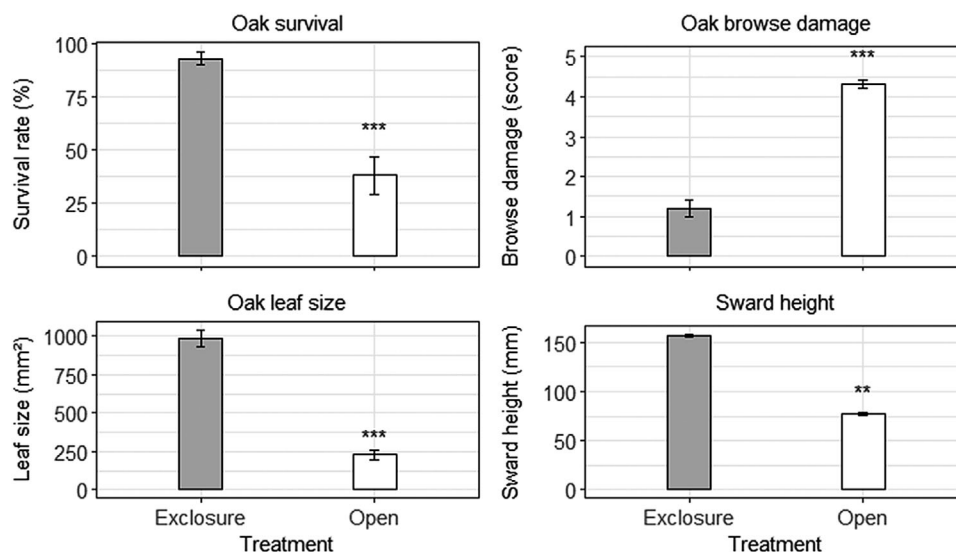 Oak survival
Survival rate (%)
100
75
50
25
0
***
Oak browse damage
Browse damage (score)
5
4
3
2
1
0
***
Oak leaf size
Leaf size (mm²)
1000
750
500
250
0
***
Exclosure Open
Treatment
Sward height
Sward height (mm)
150
100
50
0
**
Exclosure Open
Treatment